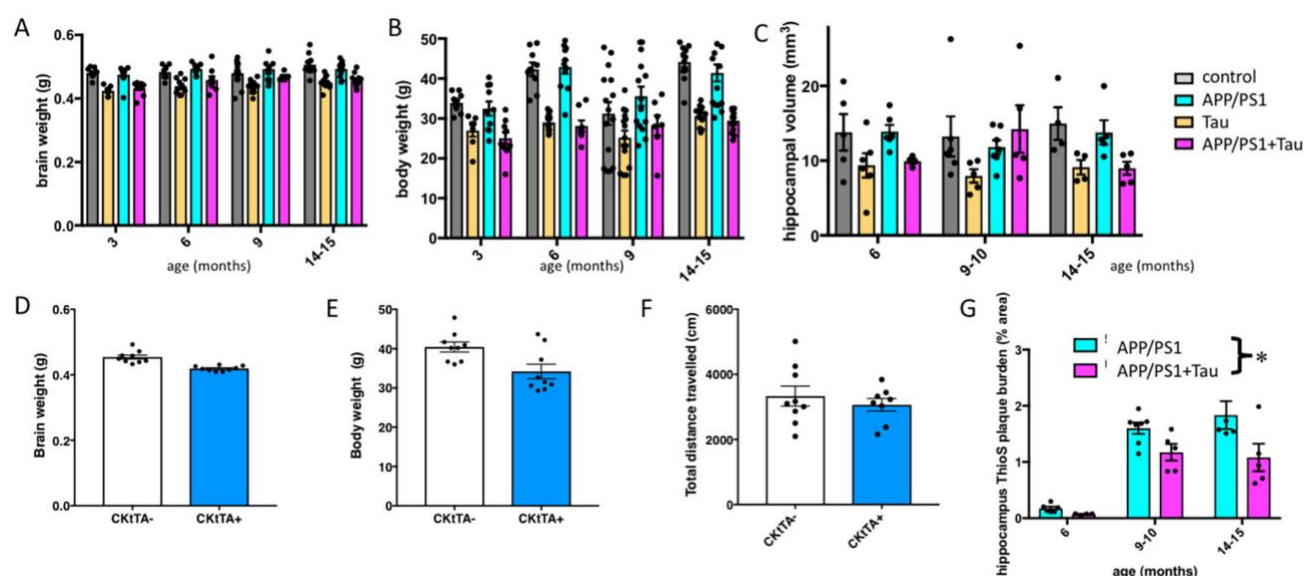 A
brain weight (g)
0.6
0.4
0.2
0.0
3
6
9
14-15
age (months)
B
body weight (g)
50
40
30
20
10
0
3
6
9
14-15
age (months)
C
hippocampal volume (mm³)
20
10
0
6
9-10
14-15
age (months)
control
APP/PS1
Tau
APP/PS1+Tau
D
Brain weight (g)
0.6
0.4
0.2
0.0
CKtTA-
CKtTA+
E
Body weight (g)
50
40
30
20
10
0
CKtTA-
CKtTA+
F
Total distance travelled (cm)
6000
4000
2000
0
CKtTA-
CKtTA+
G
hippocampus ThioS plaque burden (% area)
3
2
1
0
6
9-10
14-15
age (months)
APP/PS1
APP/PS1+Tau
*